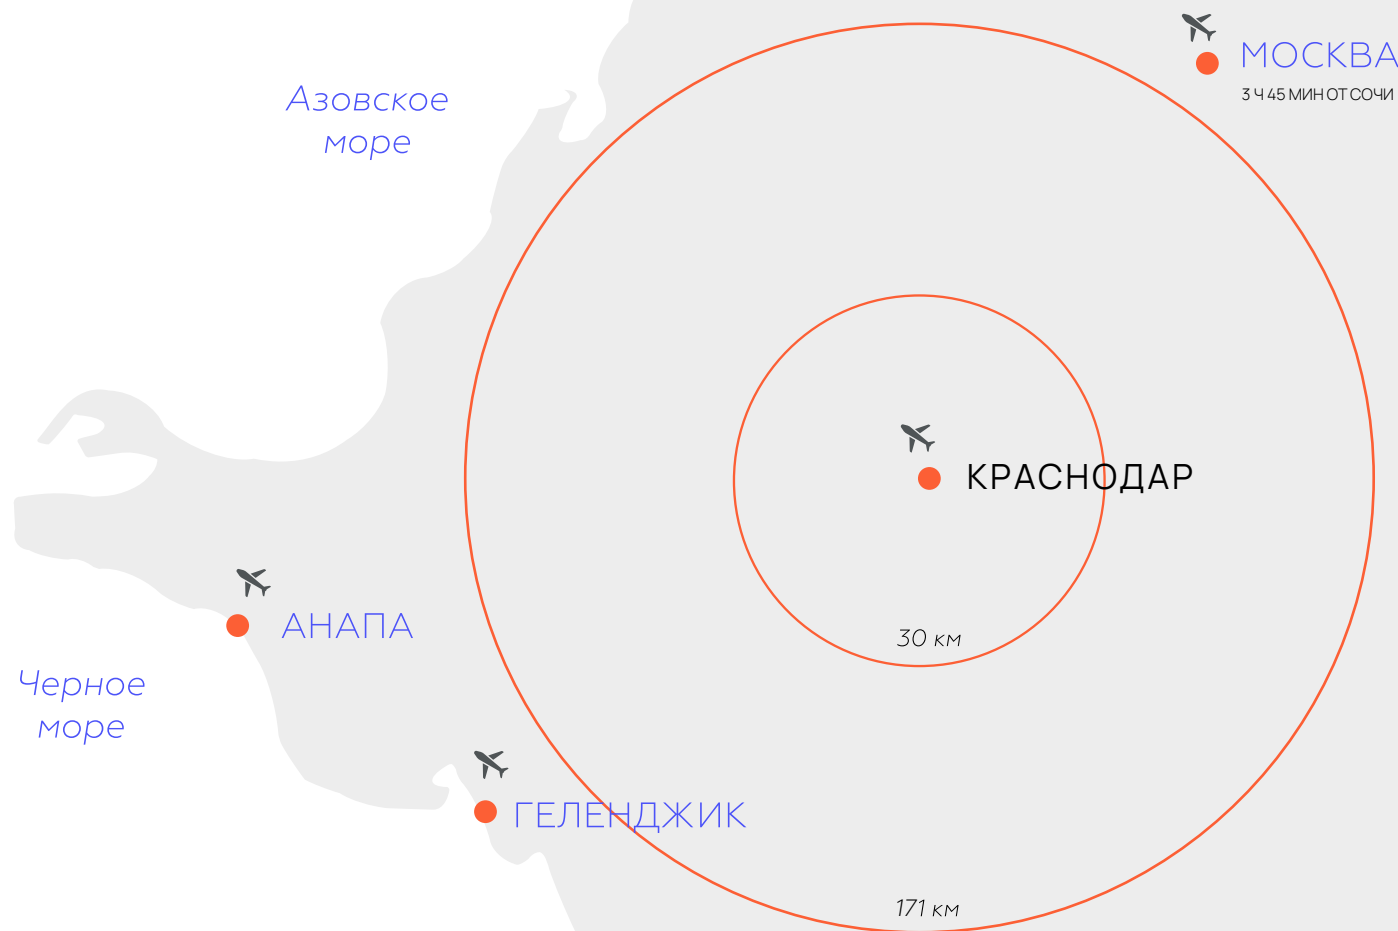 МОСКВА
3 Ч 45 МИН ОТ СОЧИ
Азовское
море
КРАСНОДАР
30 км
АНАПА
Черное
море
ГЕЛЕНДЖИК
171 км